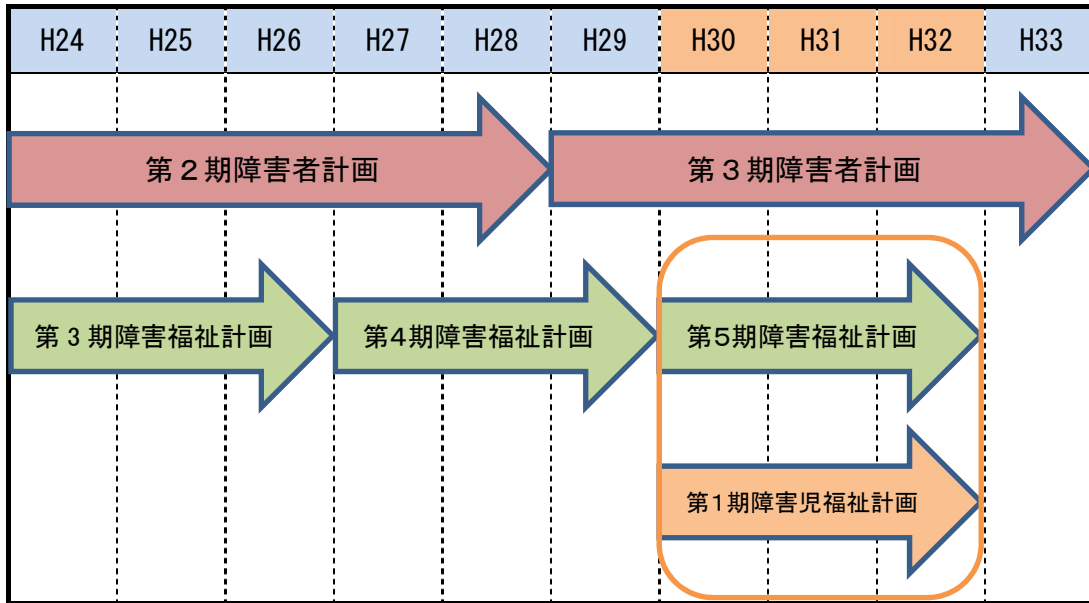 H24 H25 H26 H27 H28 H29 H30 H31 H32 H33
第2期障害者計画 第3期障害者計画
第3期障害福祉計画 第4期障害福祉計画 第5期障害福祉計画
第1期障害児福祉計画